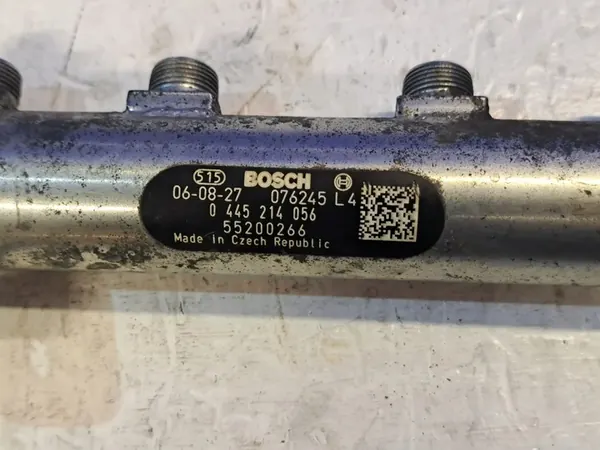 515 BOSCH
06-08-27 076245 L4
0 445 214 056
55200266
Made in Czech Republic